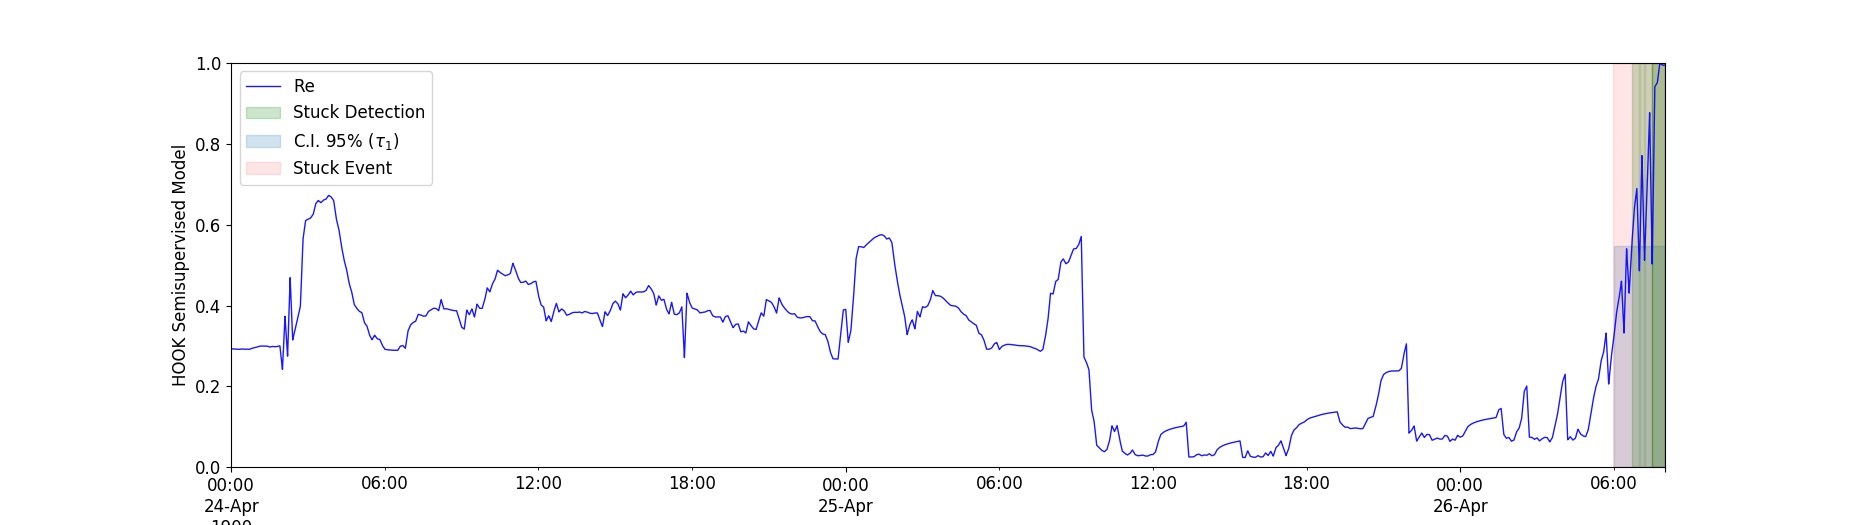 HOOK Semisupervised Model
1.0
0.8
0.6
0.4
0.2
0.0
Re
Stuck Detection
C.I. 95% (τ₁)
Stuck Event
00:00 06:00 12:00 18:00 00:00 06:00 12:00 18:00 00:00 06:00
24-Apr 25-Apr 26-Apr
1900